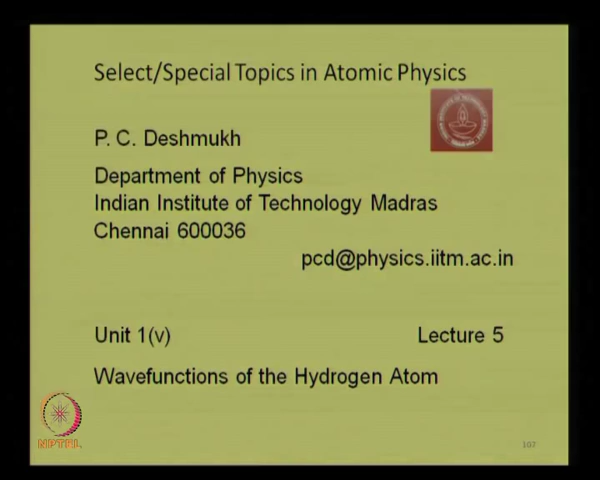 Select/Special Topics in Atomic Physics
P. C. Deshmukh
Department of Physics
Indian Institute of Technology Madras
Chennai 600036
pcd@physics.iitm.ac.in
Unit 1(v) Lecture 5
Wavefunctions of the Hydrogen Atom
NPTEL
107